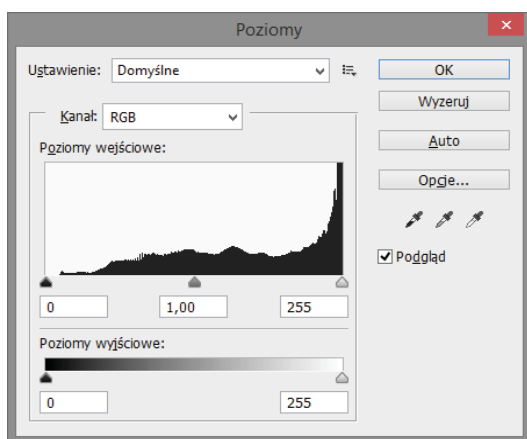 Poziomy
Ustawienie: Domyślne
OK
Wyzeruj
Kanał: RGB
Auto
Poziomy wejściowe:
Opcje...
Podgląd
0 1,00 255
Poziomy wyjściowe:
0 255